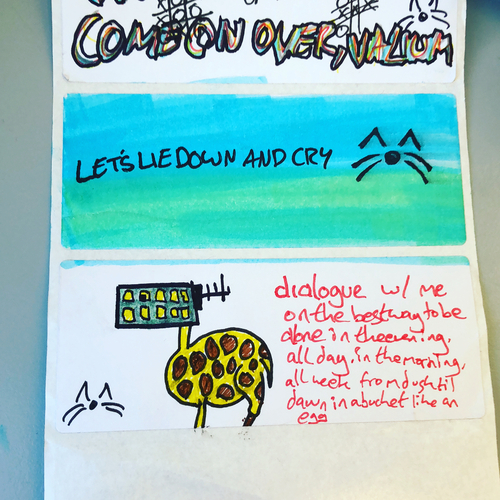 COME ON OVER, VALIUM
LET'S LIE DOWN AND CRY
dialogue w/ me
on the best way to be
alone in the evening,
all day, in the morning,
all week from dusk til
dawn in a bucket like an
egg